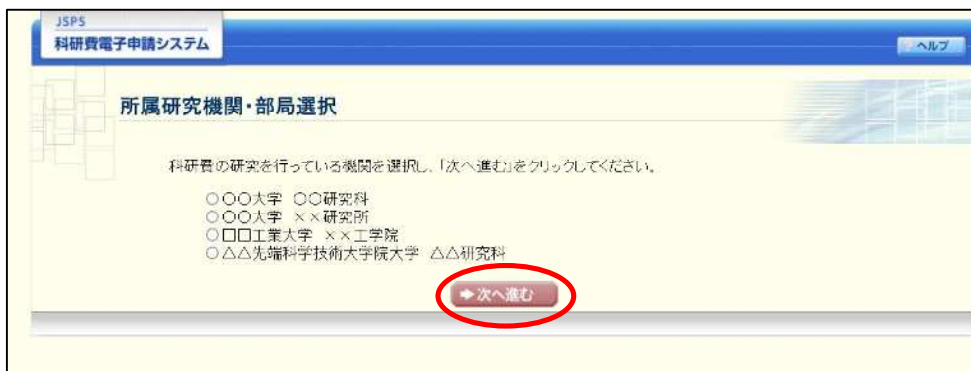 JSPS
科研費電子申請システム
ヘルプ
所属研究機関・部局選択
科研費の研究を行っている機関を選択し、「次へ進む」をクリックしてください。
○○○大学 ○○研究科
○○○大学 ××研究所
○□□工業大学 ××工学院
○△△先端科学技術大学院大学 △△研究科
次へ進む